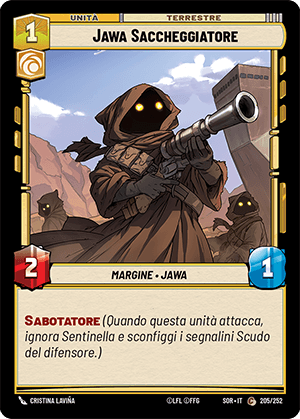 UNITÀ
TERRESTRE
1
JAWA SACCHEGGIATORE
2
1
MARGINE • JAWA
SABOTATORE (Quando questa unità attacca,
ignora Sentinella e sconfiggi i segnalini Scudo
del difensore.)
CRISTINA LAVIÑA
©LFL ©FFG
SOR • IT C 205/252